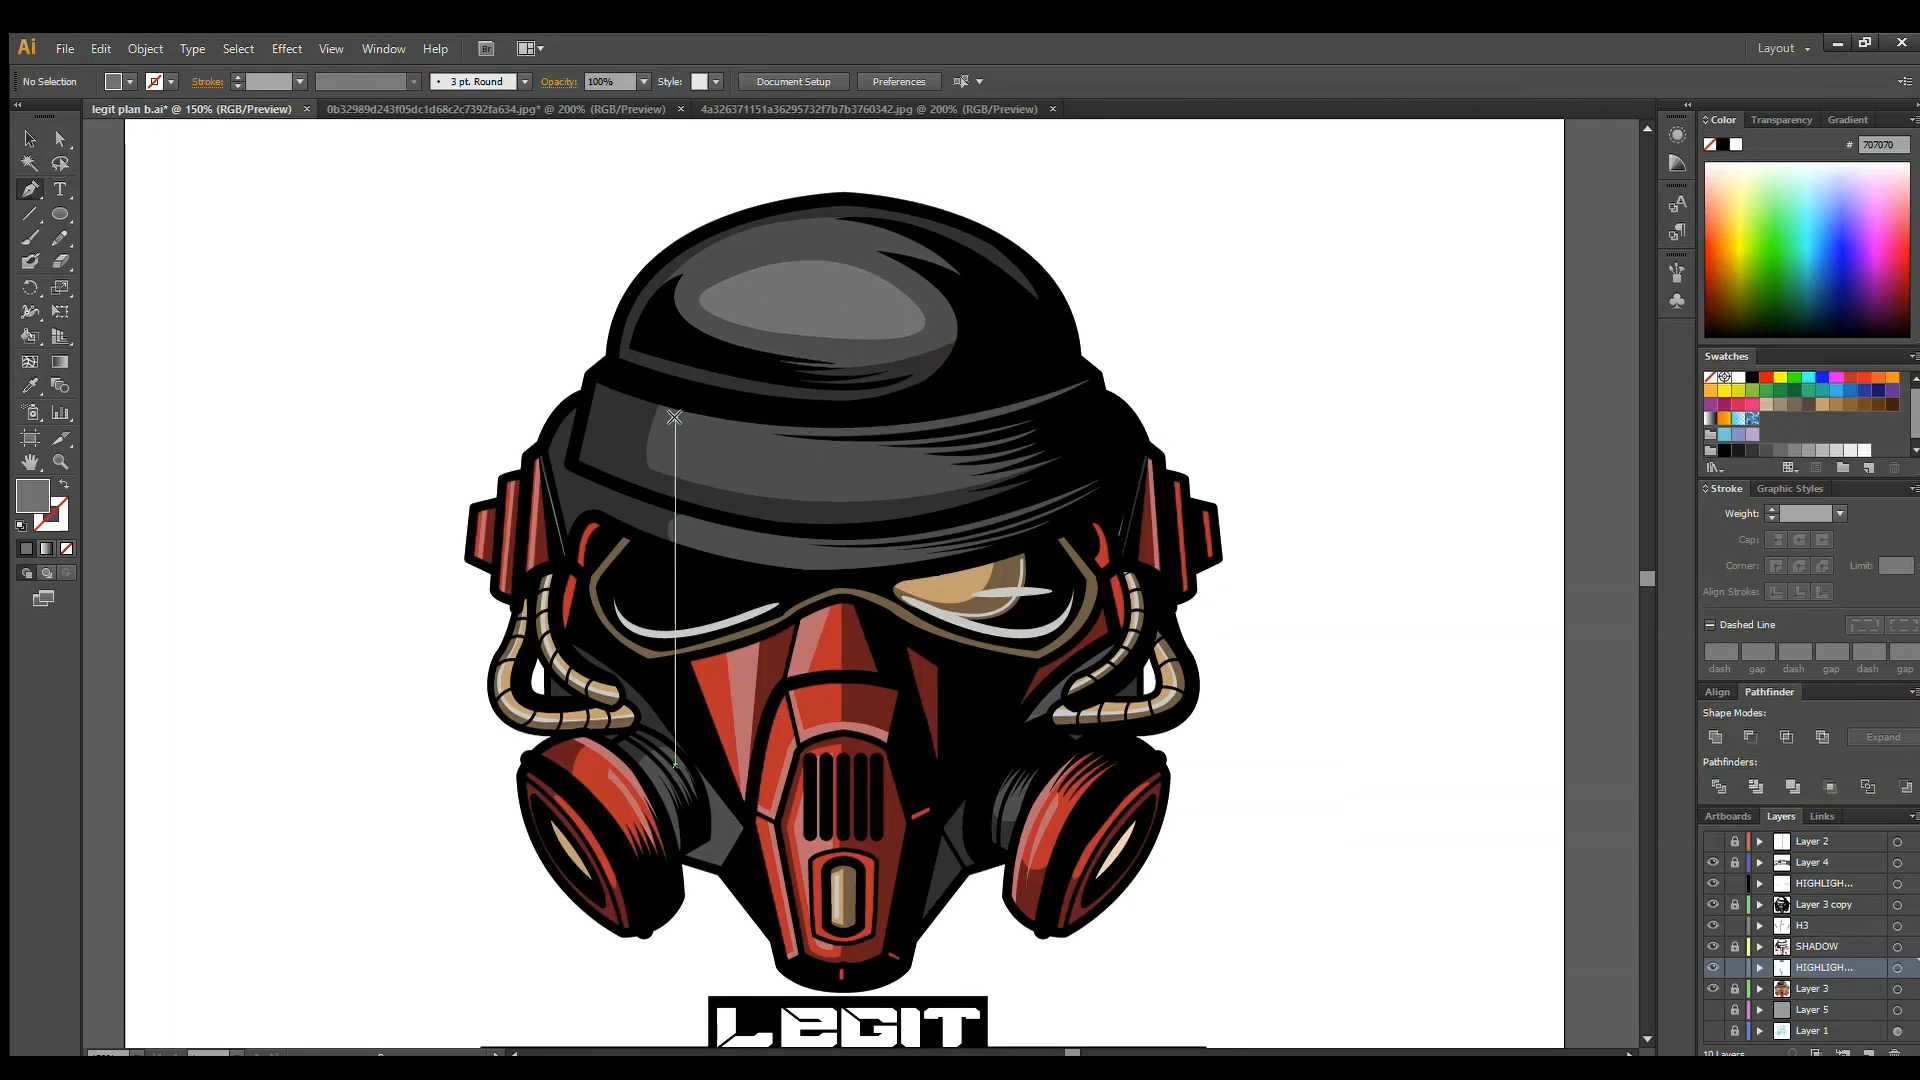 Ai File Edit Object Type Select Effect View Window Help Br Layout
No Selection Stroke: 3 pt. Round Opacity: 100% Style: Document Setup Preferences
legit plan b.ai* @ 150% (RGB/Preview) × 0b32989d243f05dc1d68c2c7392fa634.jpg* @ 200% (RGB/Preview) × 4a326371151a36295732f7b7b3760342.jpg @ 200% (RGB/Preview) ×
Color Transparency Gradient
# 707070
Swatches
Stroke Graphic Styles
Weight:
Cap:
Corner: Limit:
Align Stroke:
Dashed Line
dash gap dash gap dash gap
Align Pathfinder
Shape Modes:
Expand
Pathfinders:
Artboards Layers Links
Layer 2
Layer 4
HIGHLIGH...
Layer 3 copy
H3
SHADOW
HIGHLIGH...
Layer 3
Layer 5
Layer 1
10 Layers
LEGIT